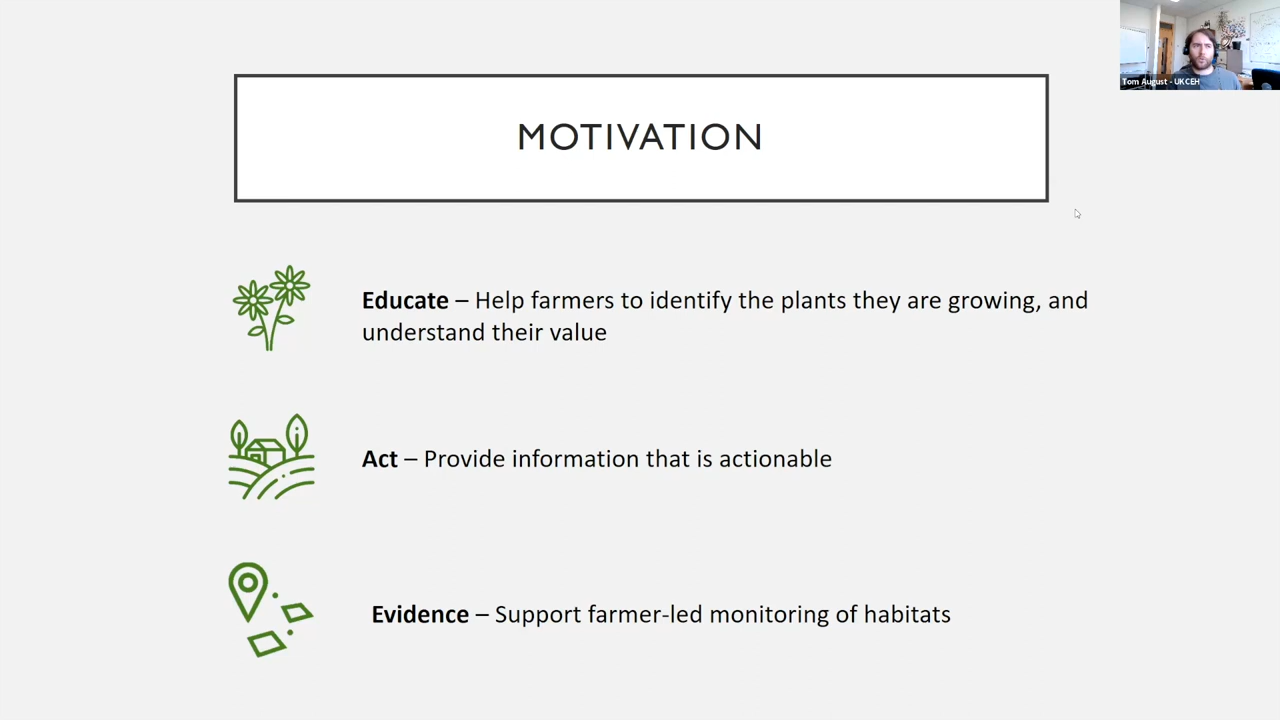 MOTIVATION
Tom August - UKCEH
Educate – Help farmers to identify the plants they are growing, and
understand their value
Act – Provide information that is actionable
Evidence – Support farmer-led monitoring of habitats